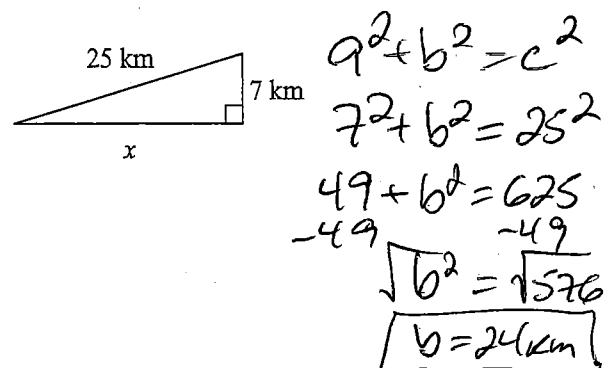 25 km
7 km
x
a²+b²=c²
7²+b²=25²
49+b²=625
-49 -49
√b² = √576
b=24km